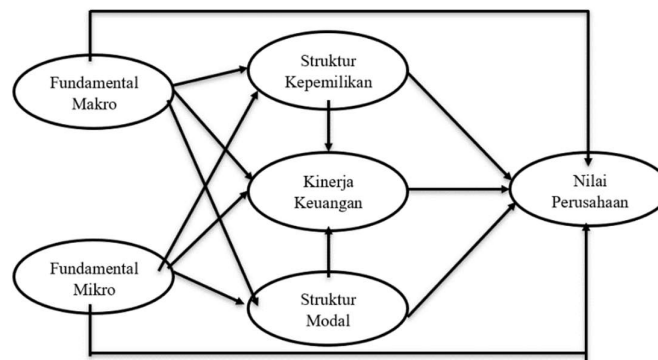 Fundamental
Makro
Struktur
Kepemilikan
Kinerja
Keuangan
Nilai
Perusahaan
Fundamental
Mikro
Struktur
Modal